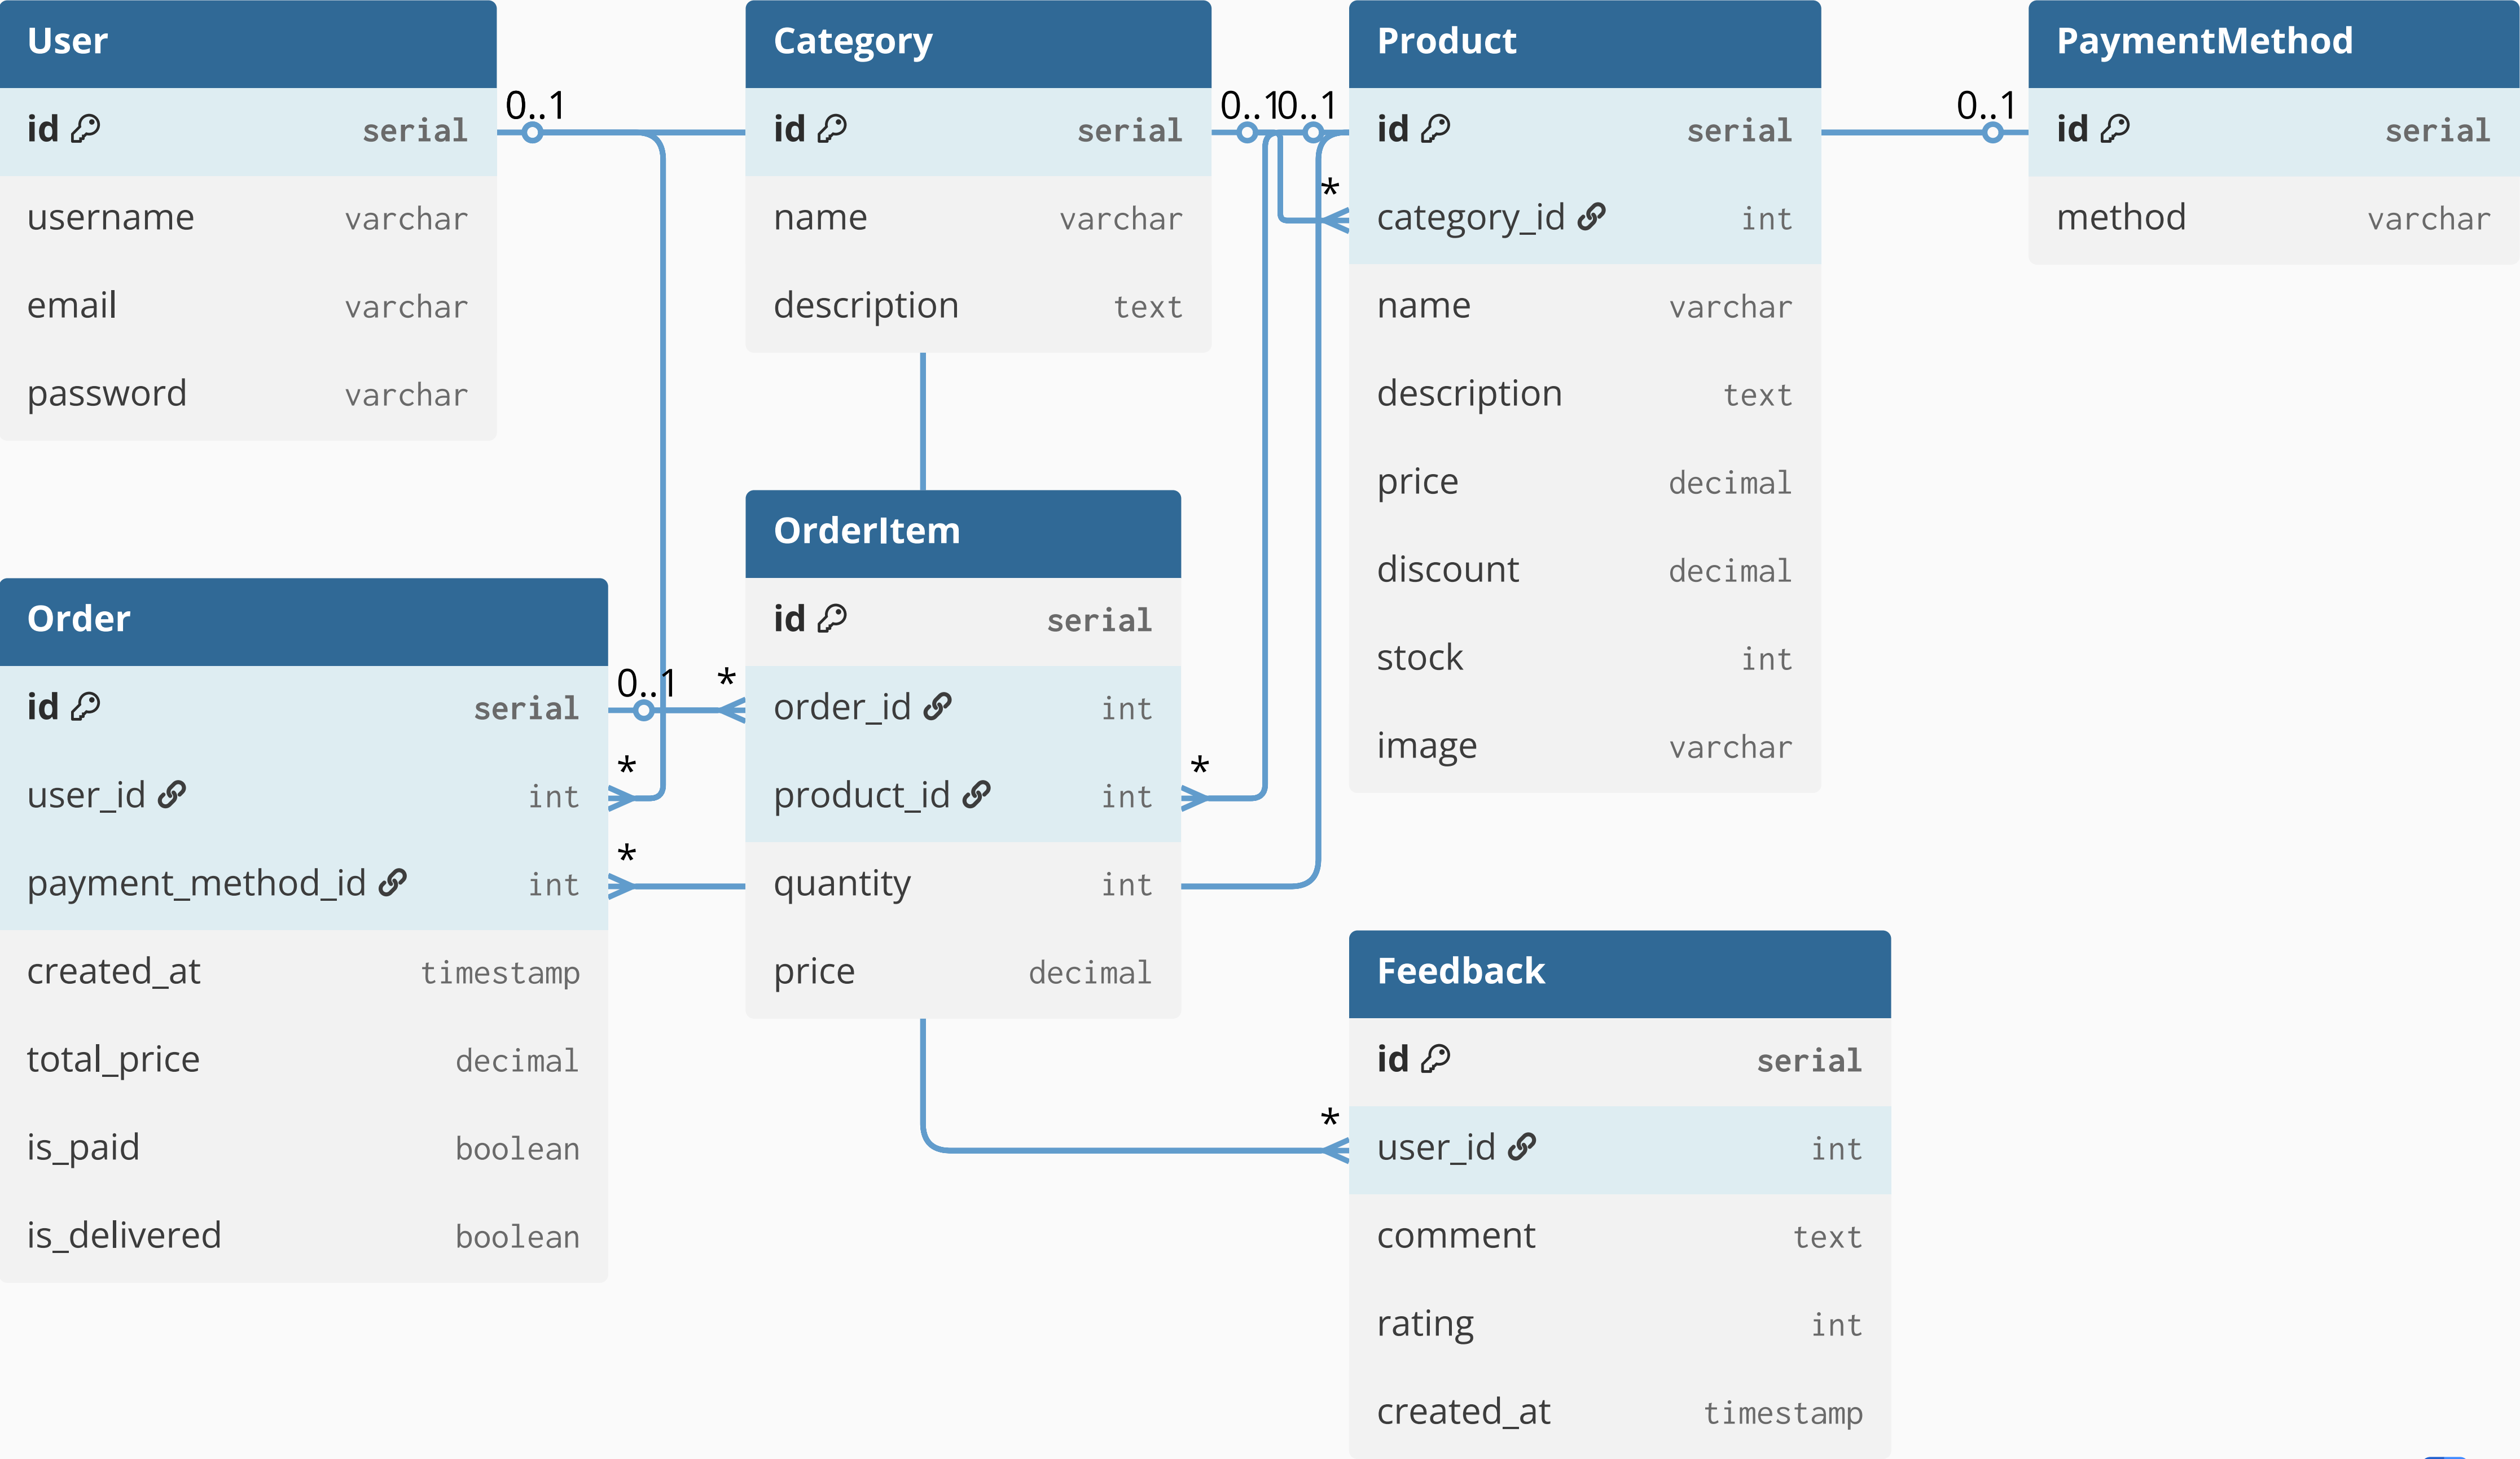 User
id serial
username varchar
email varchar
password varchar
0..1
Category
id serial
name varchar
description text
0..1
0..1
*
Product
id serial
category_id int
name varchar
description text
price decimal
discount decimal
stock int
image varchar
0..1
PaymentMethod
id serial
method varchar
Order
id serial
user_id int
payment_method_id int
created_at timestamp
total_price decimal
is_paid boolean
is_delivered boolean
0..1
*
*
*
OrderItem
id serial
order_id int
product_id int
quantity int
price decimal
*
*
Feedback
id serial
user_id int
comment text
rating int
created_at timestamp